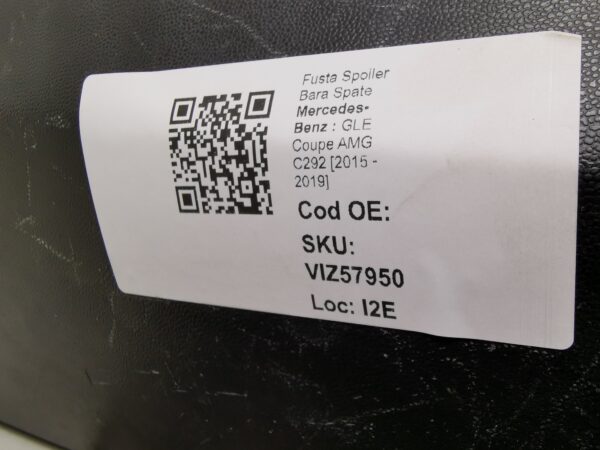 Fusta Spoiler
Bara Spate
Mercedes-
Benz : GLE
Coupe AMG
C292 [2015 -
2019]
Cod OE:
SKU:
VIZ57950
Loc: I2E